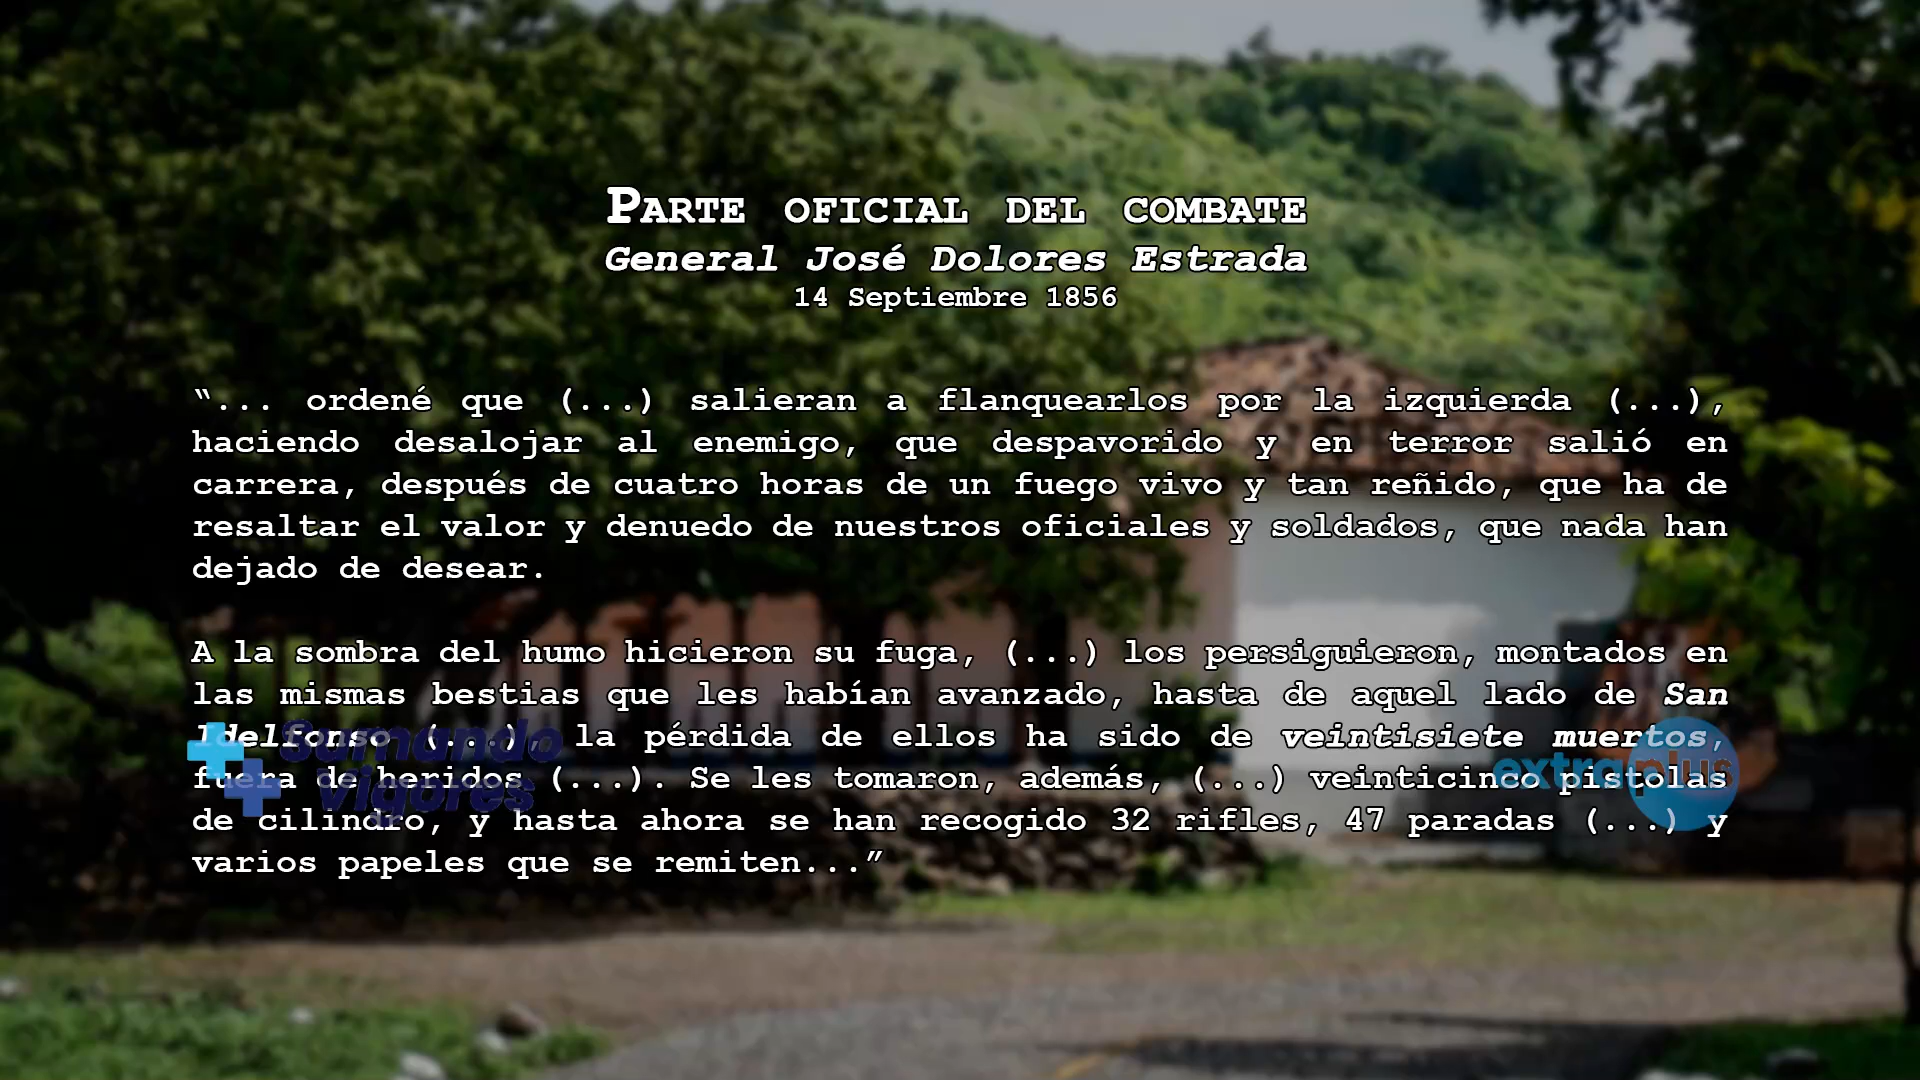 PARTE OFICIAL DEL COMBATE
General José Dolores Estrada
14 Septiembre 1856
“... ordené que (...) salieran a flanquearlos por la izquierda (...),
haciendo desalojar al enemigo, que despavorido y en terror salió en
carrera, después de cuatro horas de un fuego vivo y tan reñido, que ha de
resaltar el valor y denuedo de nuestros oficiales y soldados, que nada han
dejado de desear.
A la sombra del humo hicieron su fuga, (...) los persiguieron, montados en
las mismas bestias que les habían avanzado, hasta de aquel lado de San
Idelfonso (...), la pérdida de ellos ha sido de veintisiete muertos,
fuera de heridos (...). Se les tomaron, además, (...) veinticinco pistolas
de cilindro, y hasta ahora se han recogido 32 rifles, 47 paradas (...) y
varios papeles que se remiten...”
Sumando
Vigores
extraplus